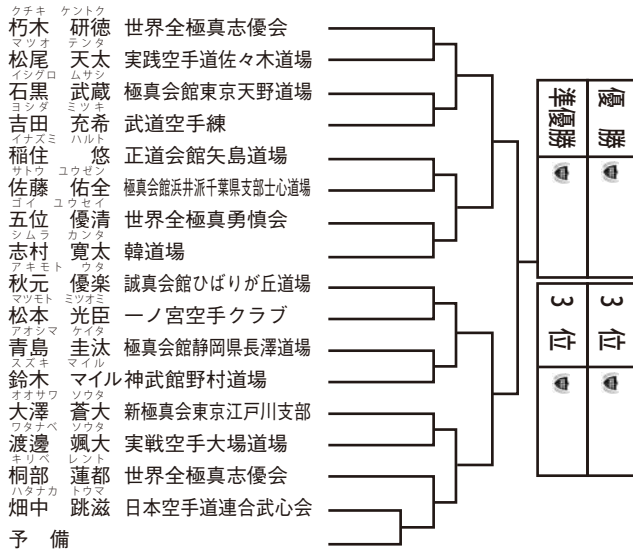 クチキ ケントク
朽木 研徳 世界全極真志優会
マツオ テンタ
松尾 天太 実践空手道佐々木道場
イシグロ ムサシ
石黒 武蔵 極真会館東京天野道場
ヨシダ ミツキ
吉田 充希 武道空手練
イナズミ ハルト
稲住 悠 正道会館矢島道場
サトウ ユウゼン
佐藤 佑全 極真会館浜井派千葉県支部士心道場
ゴイ ユウセイ
五位 優清 世界全極真勇慎会
シムラ カンタ
志村 寛太 韓道場
アキモト ウタ
秋元 優楽 誠真会館ひばりが丘道場
マツモト ミツオミ
松本 光臣 一ノ宮空手クラブ
アオシマ ケイタ
青島 圭汰 極真会館静岡県長澤道場
スズキ マイル
鈴木 マイル 神武館野村道場
オオサワ ソウタ
大澤 蒼大 新極真会東京江戸川支部
ワタナベ ソウタ
渡邊 颯大 実戦空手大場道場
キリベ レント
桐部 蓮都 世界全極真志優会
ハタナカ トウマ
畑中 跳滋 日本空手道連合武心会
予備
優勝
準優勝
3位
3位